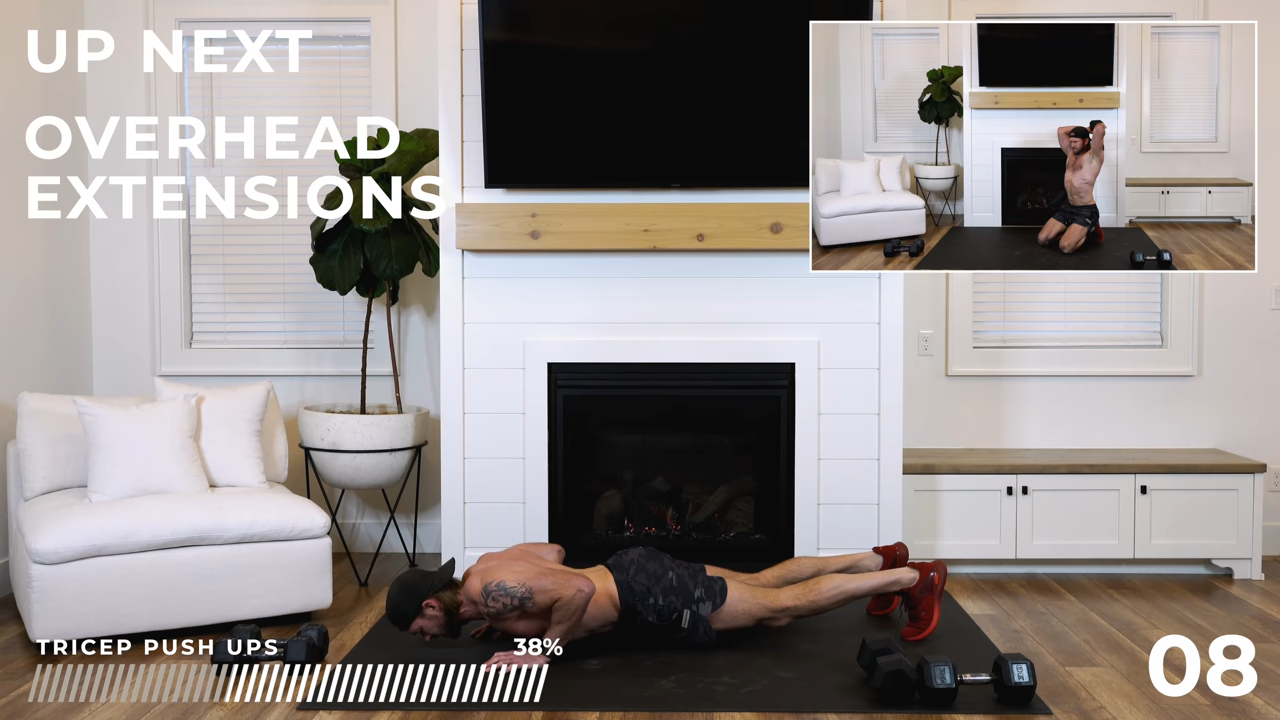 UP NEXT
OVERHEAD
EXTENSIONS
TRICEP PUSH UPS
38%
08